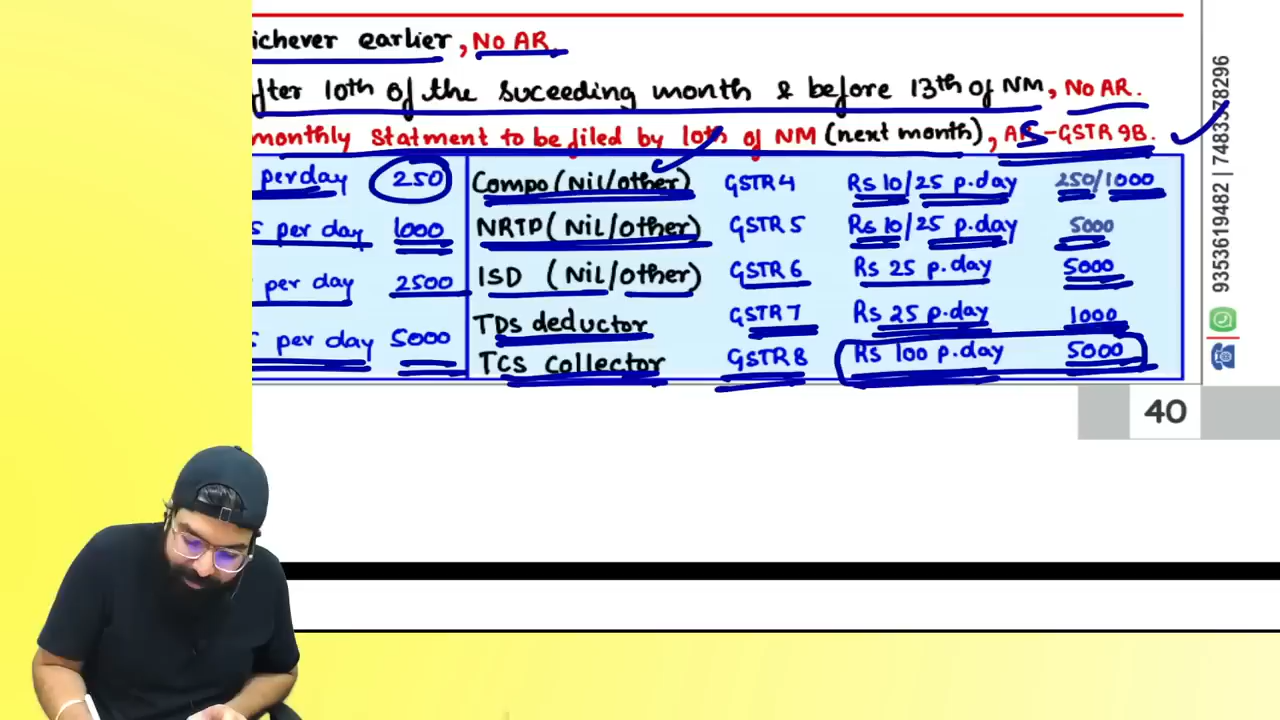 ichever earlier, No AR
fter 10th of the suceeding month & before 13th of NM, No AR.
monthly statment to be filed by 10th of NM (next month), ARS-GSTR 9B.
per day 250
s per day 1000
per day 2500
s per day 5000
Compo (Nil/other) GSTR 4 Rs 10/25 p.day 250/1000
NRTP (Nil/other) GSTR 5 Rs 10/25 p.day 5000
ISD (Nil/other) GSTR 6 Rs 25 p.day 5000
TDS deductor GSTR 7 Rs 25 p.day 1000
TCS collector GSTR 8 Rs 100 p.day 5000
9353619482 | 7483378296
40